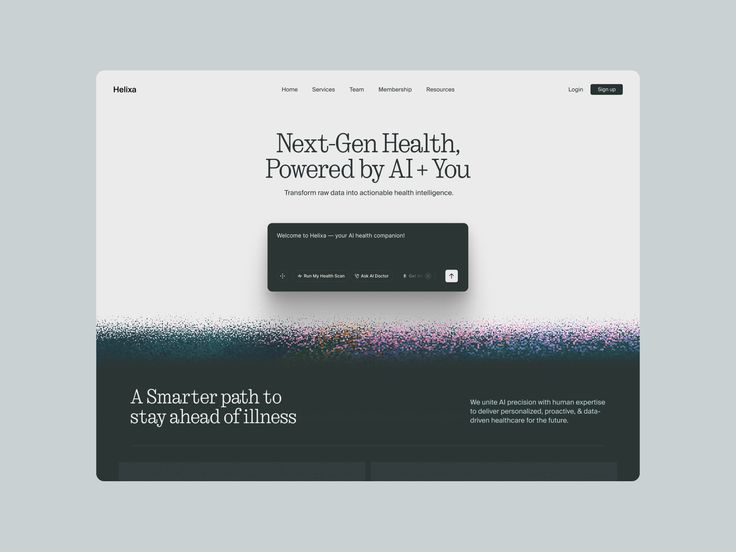 Helixa
Home
Services
Team
Membership
Resources
Login
Sign up
Next-Gen Health,
Powered by AI + You
Transform raw data into actionable health intelligence.
Welcome to Helixa — your AI health companion!
Run My Health Scan
Ask AI Doctor
Get
A Smarter path to
stay ahead of illness
We unite AI precision with human expertise
to deliver personalized, proactive, & data-
driven healthcare for the future.